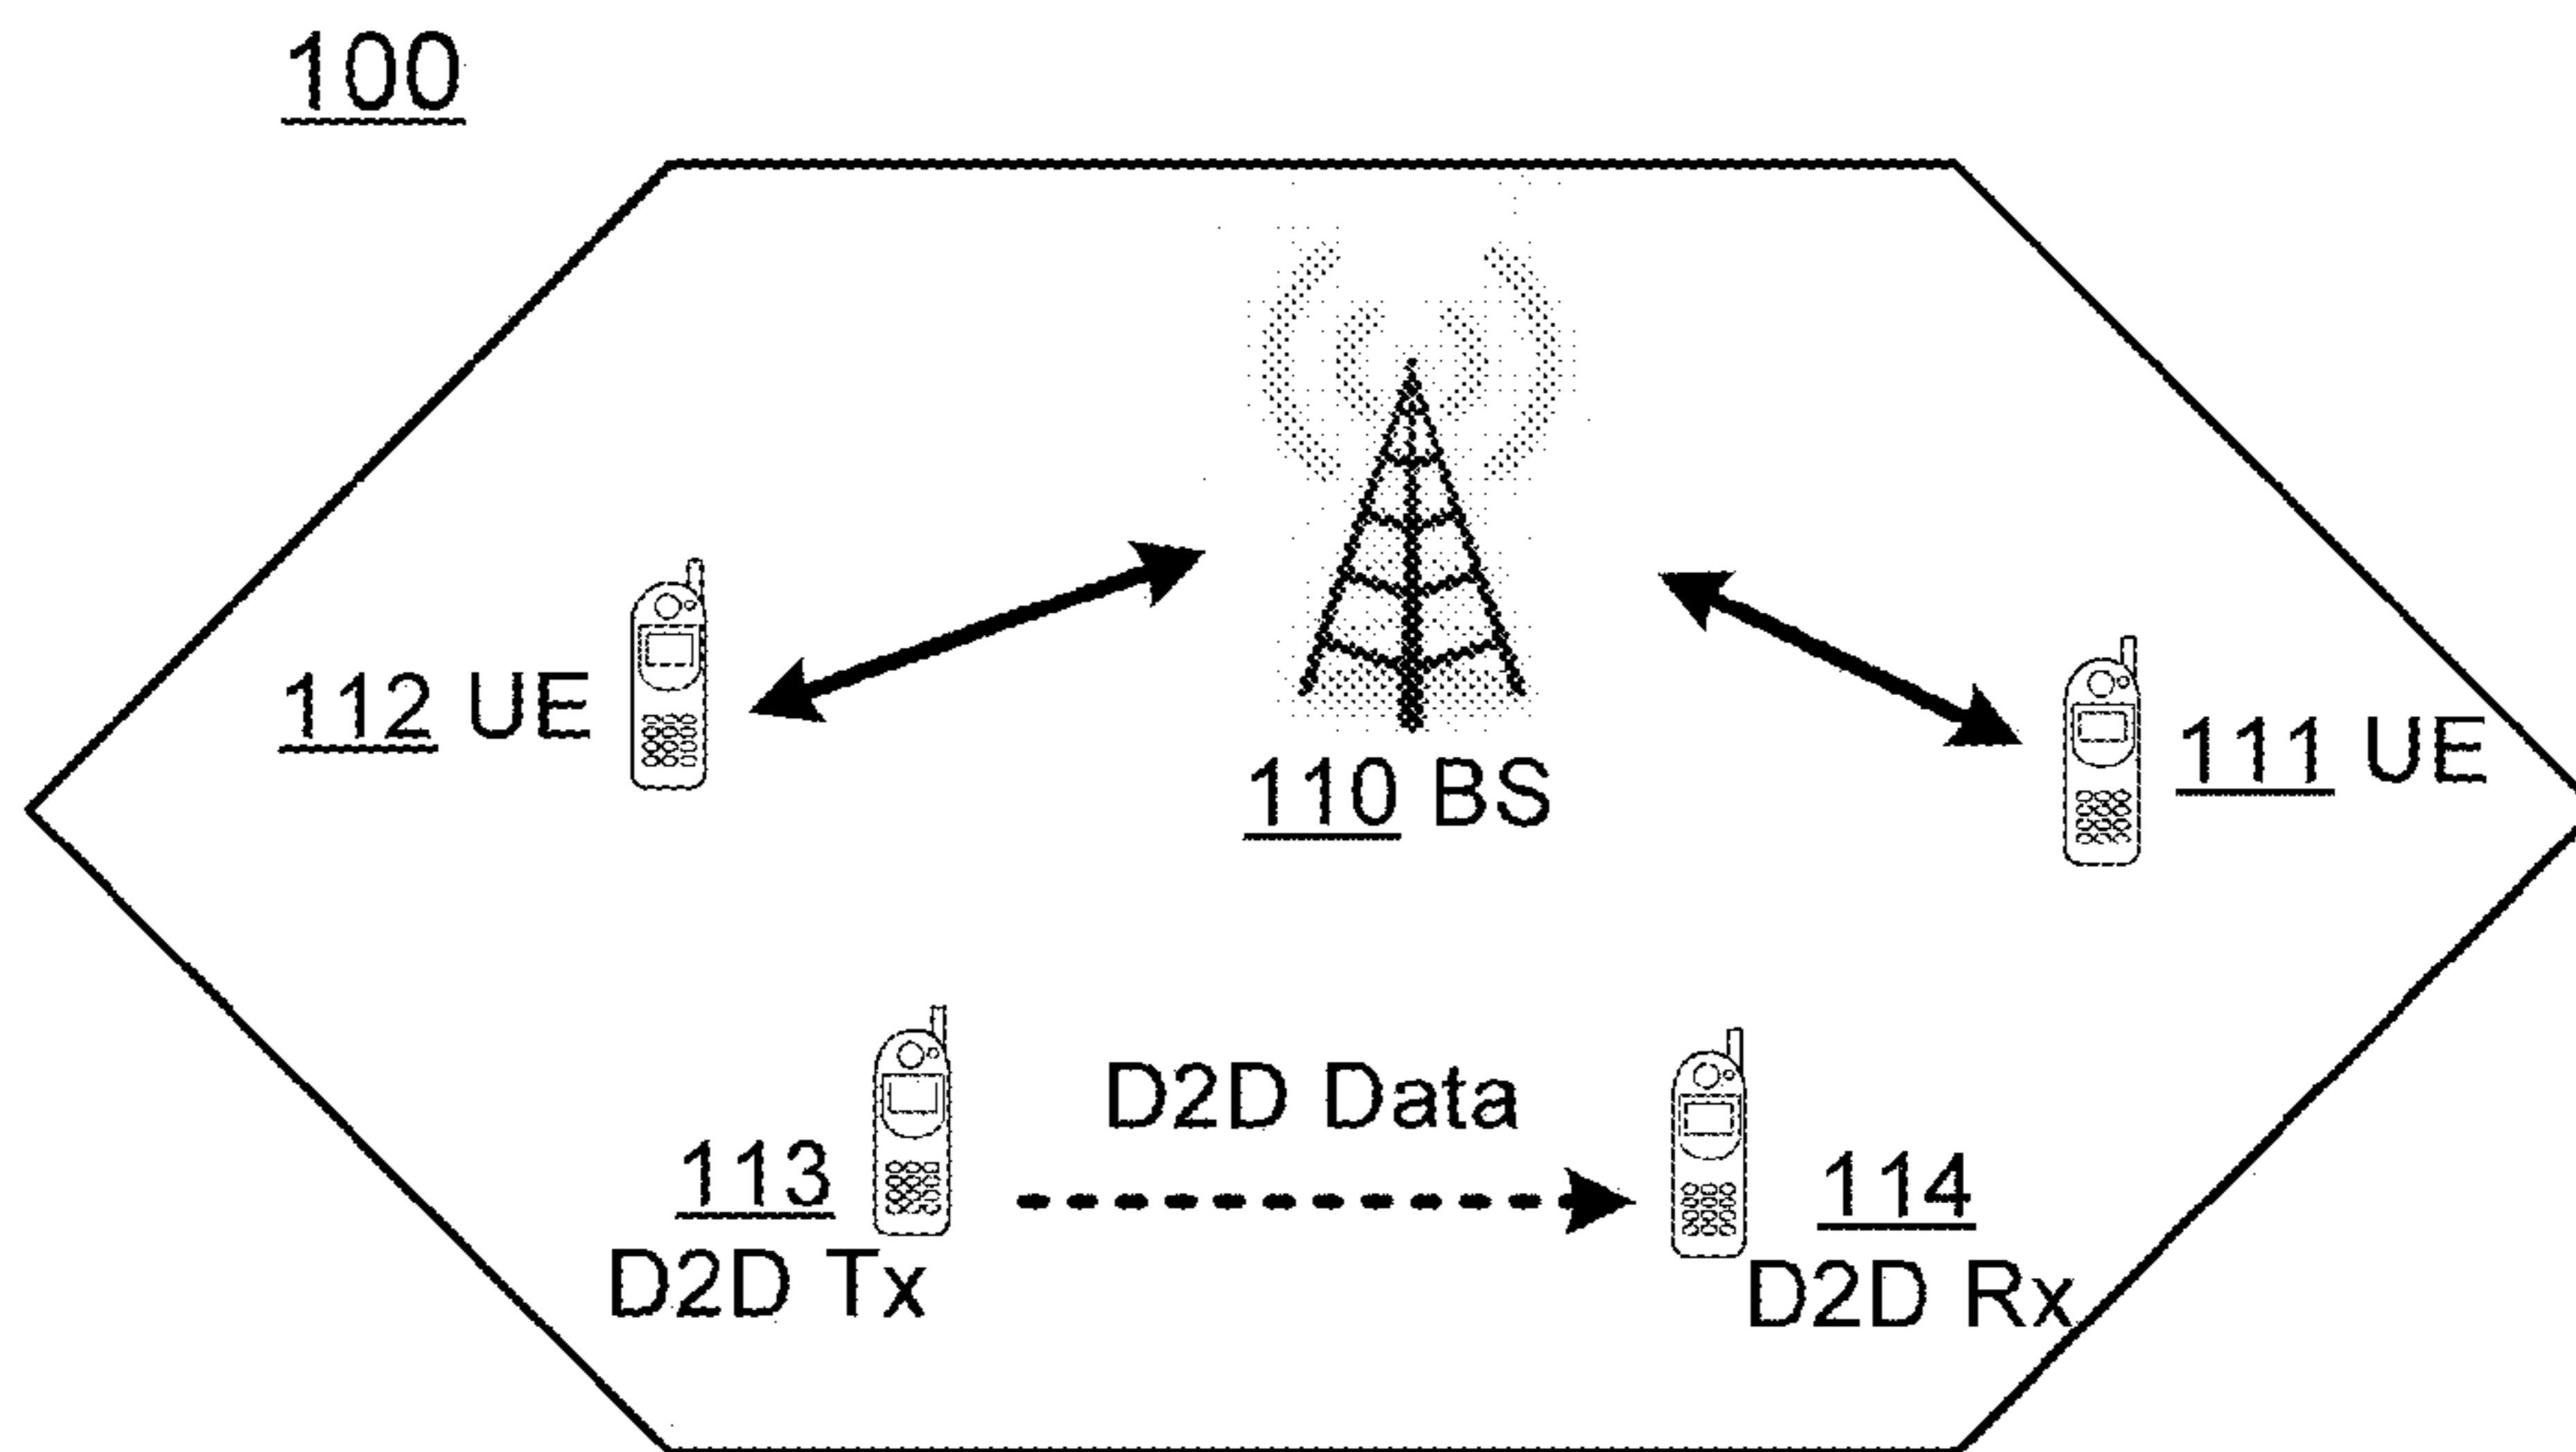 100
112 UE
110 BS
111 UE
D2D Data
113
D2D Tx
114
D2D Rx